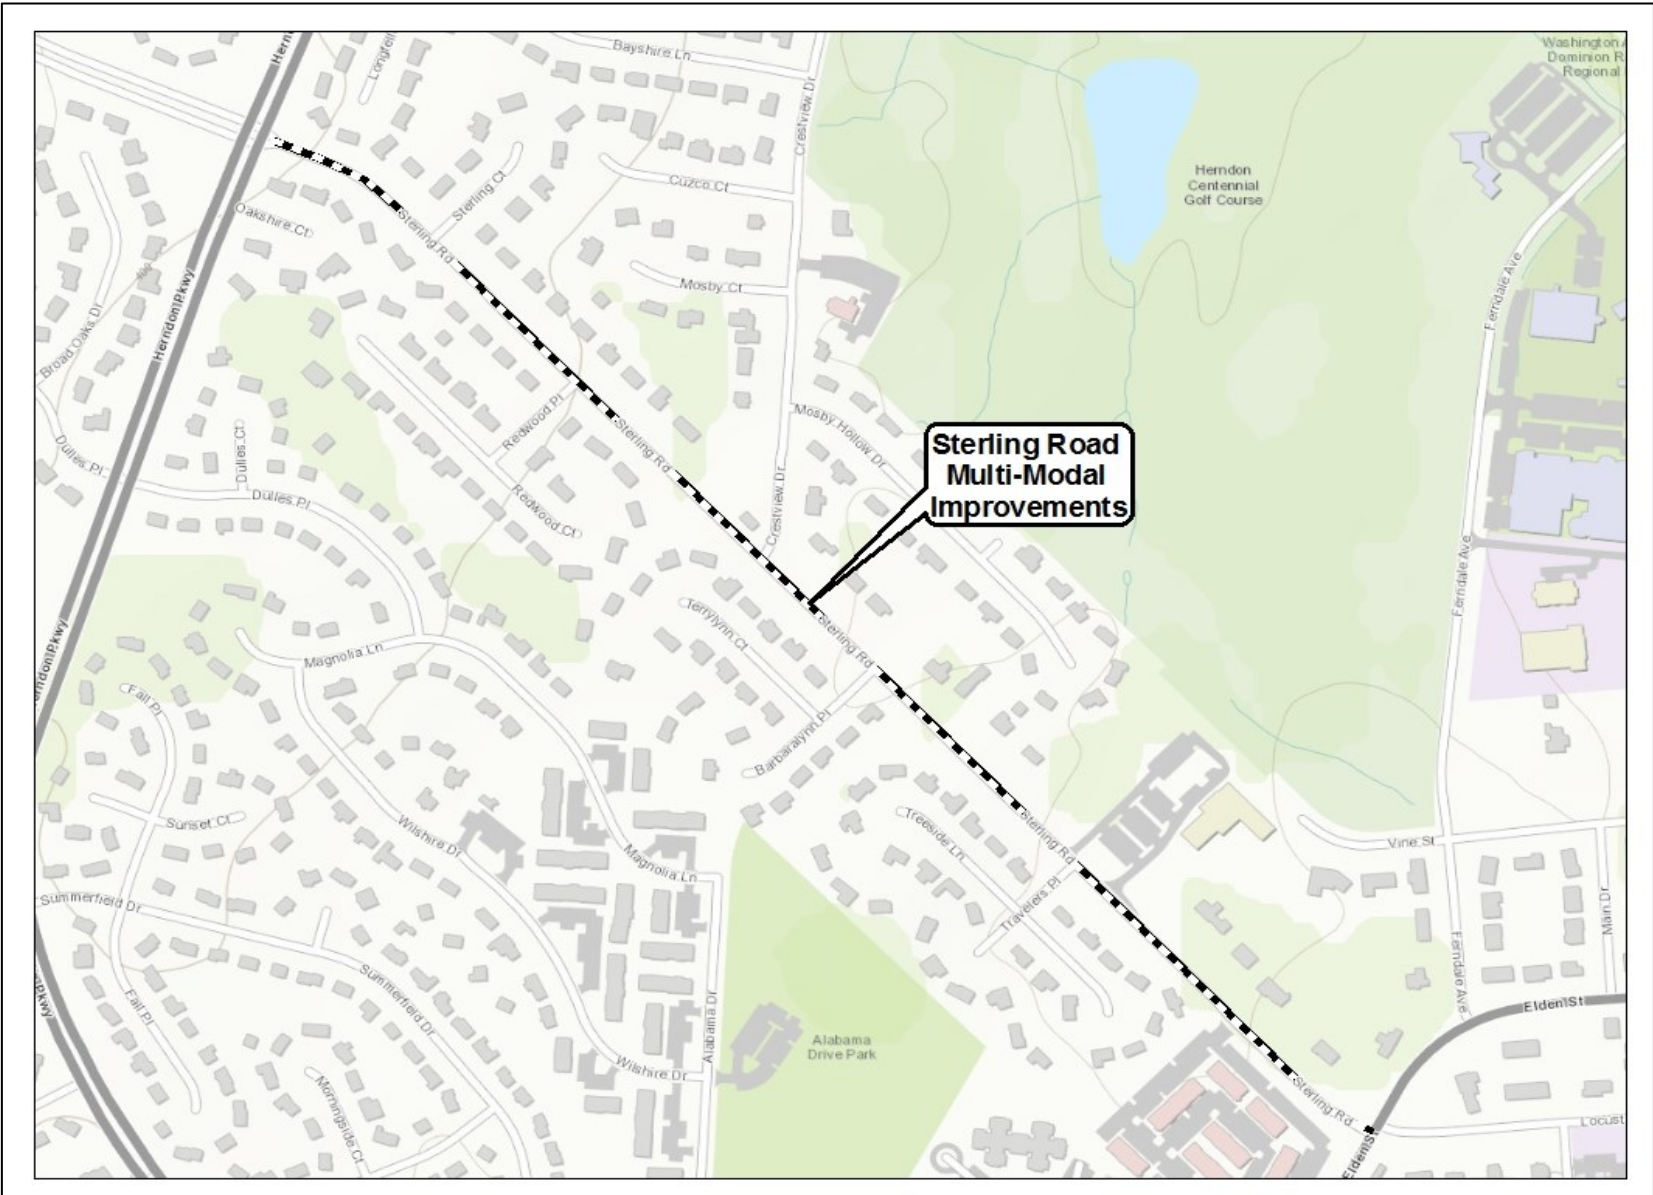 Herndon Pkwy
Longfell
Bayshire Ln
Crestview Dr
Washington
Dominion R
Regional
Cuzco Ct
Sterling Ct
Herndon
Centennial
Golf Course
Oakshire Ct
Sterling Rd
400
Herndon Pkwy
Mosby Ct
Ferndale Ave
Broad Oaks Dr
Redwood Pl
Mosby Hollow Dr
Sterling Road
Multi-Modal
Improvements
Sterling Rd
Dulles Pl
Dulles Ct
Dulles Pl
Redwood Ct
Crestview Dr
Ferndale Ave
Terrylynn Ct
Sterling Rd
Magnolia Ln
Fall Pl
Barbaralynn Pl
Sunset Ct
Wilshire Dr
Treeside Ln
Sterling Rd
Vine St
Magnolia Ln
Summerfield Dr
Travelers Pl
Main Dr
Ferndale Ave
Summerfield Dr
Fall Pl
Elden St
Alabama Dr
Alabama
Drive Park
Wilshire Dr
Morningside Ct
Sterling Rd
Locust
Elden St